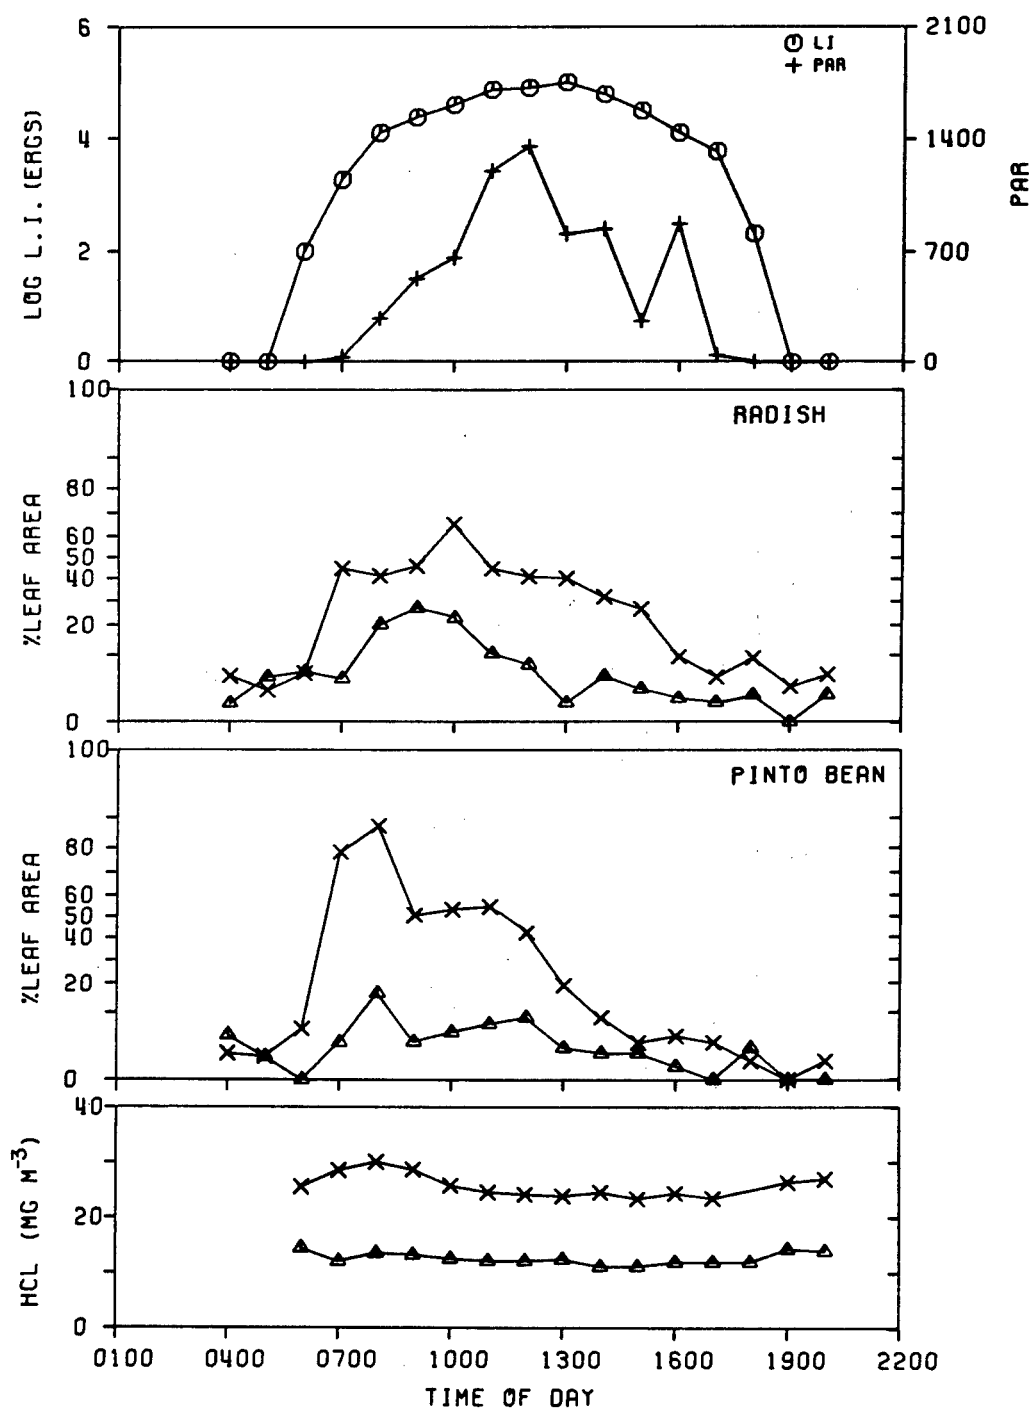 6
2100
LI
PAR
4
1400
LOG L.I. (ERGS)
PAR
2
700
0
0
100
RADISH
80
60
50
40
%LEAF AREA
20
0
100
PINTO BEAN
80
60
50
40
%LEAF AREA
20
0
40
HCL (MG M-3)
20
0
0100 0400 0700 1000 1300 1600 1900 2200
TIME OF DAY